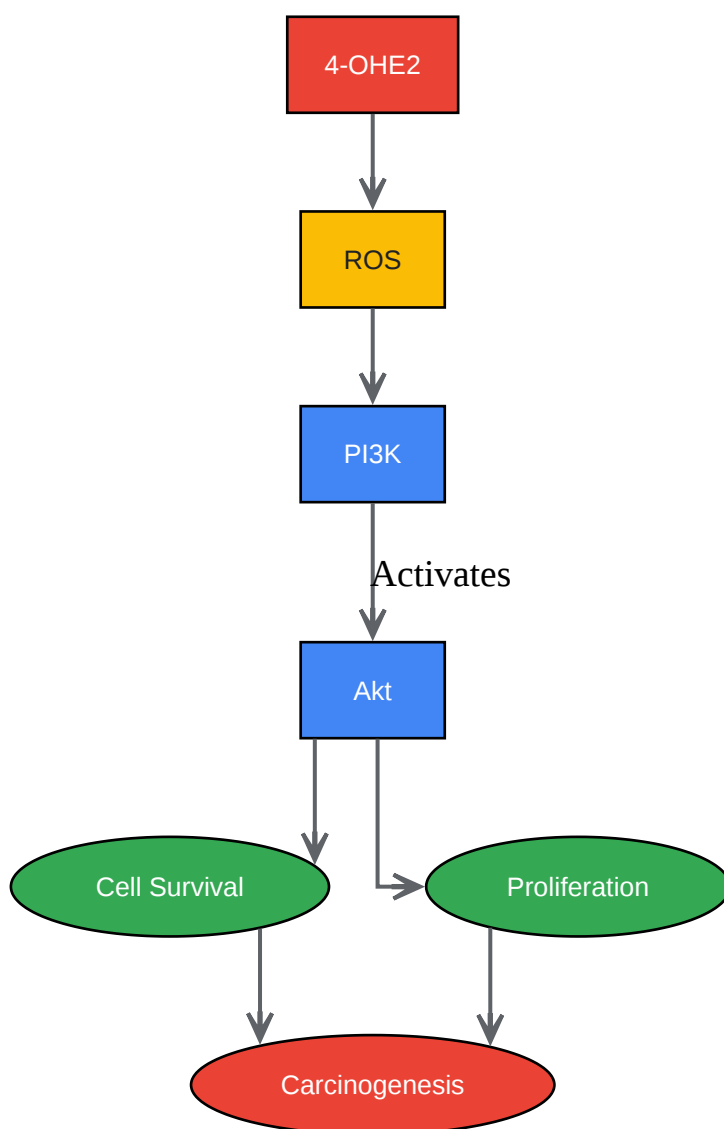 4-OHE2
ROS
PI3K
Activates
Akt
Cell Survival
Proliferation
Carcinogenesis